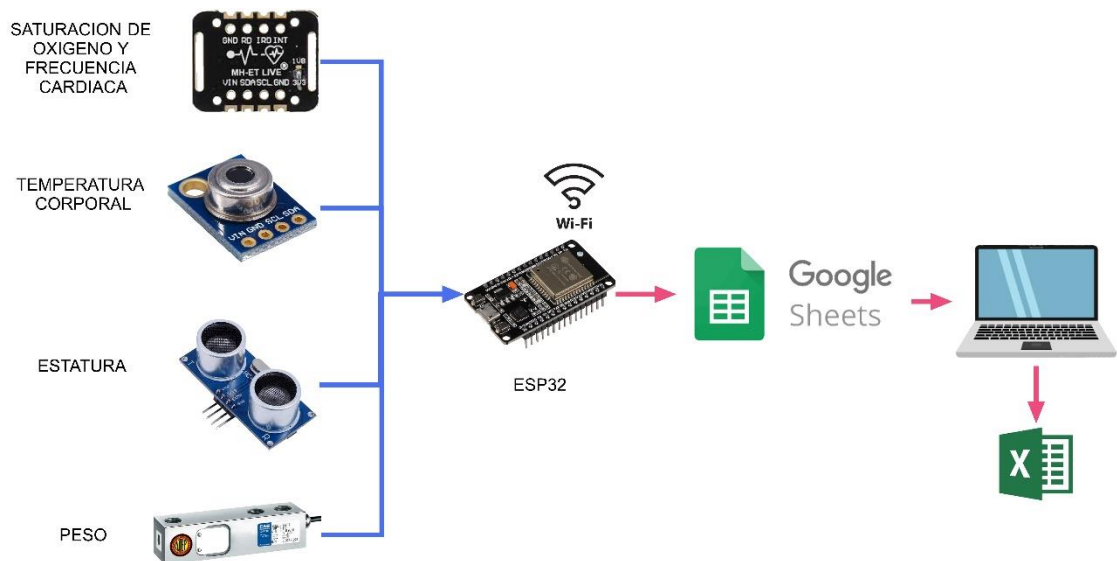 SATURACION DE
OXIGENO Y
FRECUENCIA
CARDIACA
GND RD IRD INT
MH-ET LIVE
1V8
3V3
VIN SDA SCL GND
TEMPERATURA
CORPORAL
VIN GND SCL SDA
ESTATURA
PESO
Wi-Fi
ESP32
Google
Sheets
X